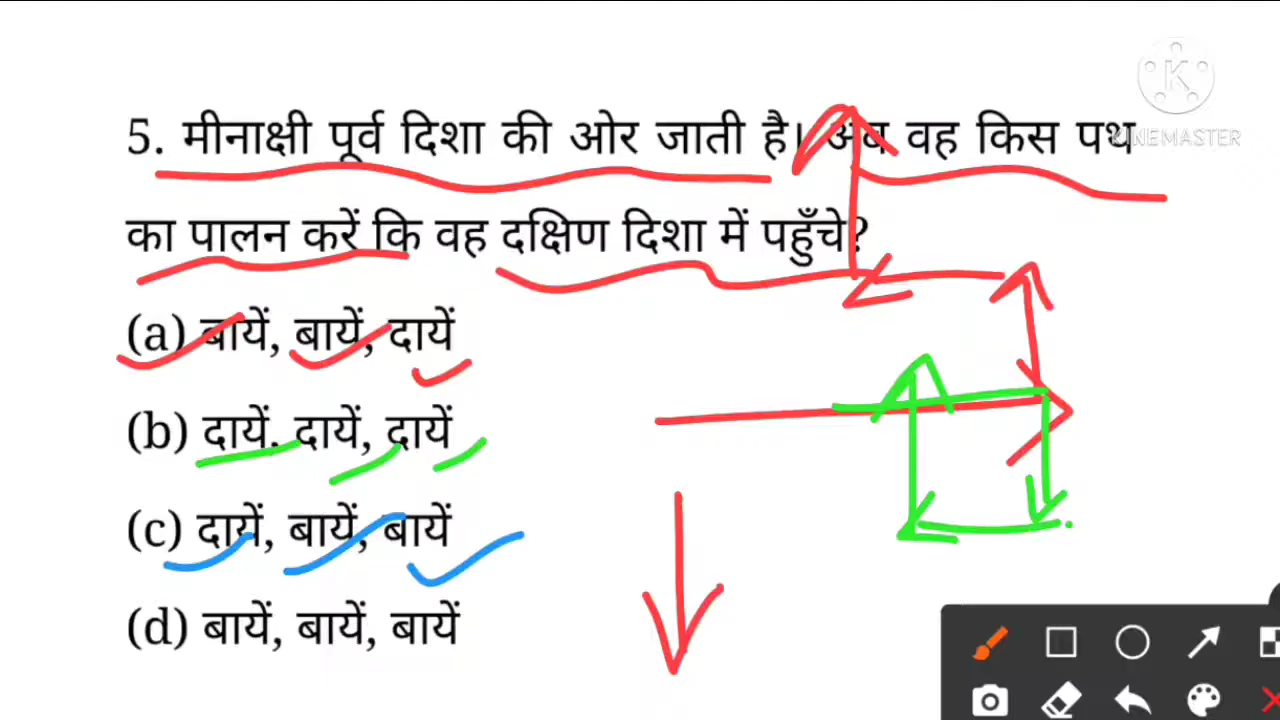 KINEMASTER
5. मीनाक्षी पूर्व दिशा की ओर जाती है। अब वह किस पथ
का पालन करें कि वह दक्षिण दिशा में पहुँचे?
(a) बायें, बायें, दायें
(b) दायें. दायें, दायें
(c) दायें, बायें, बायें
(d) बायें, बायें, बायें